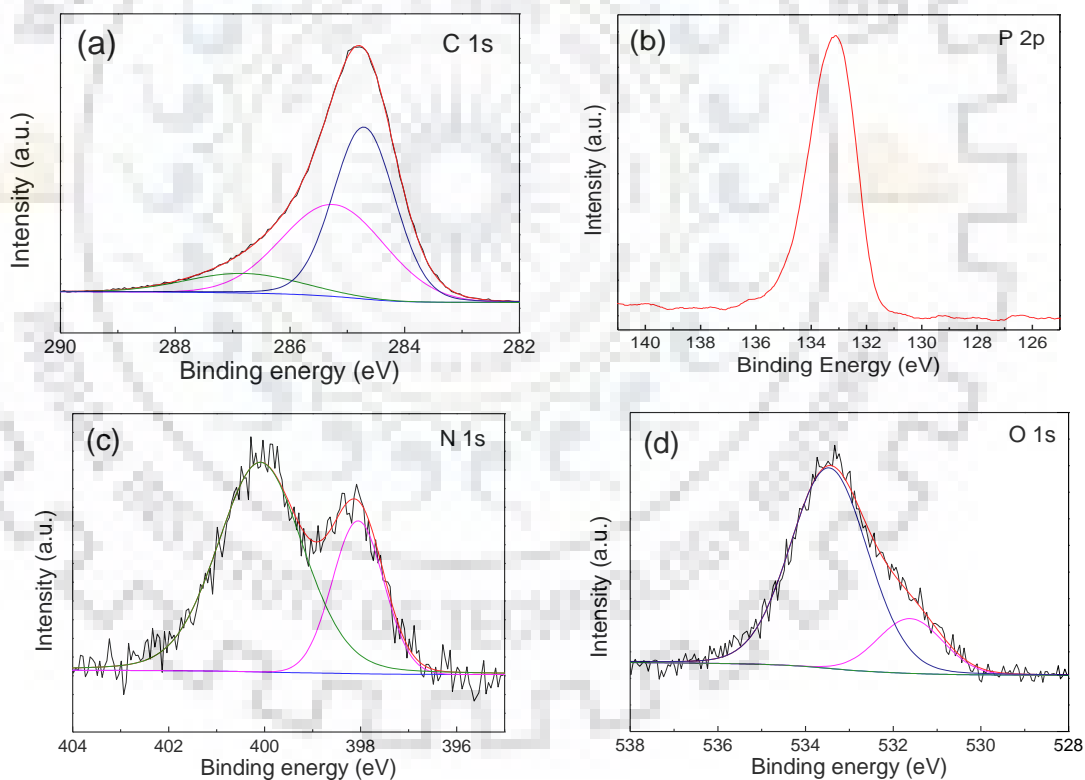 (a)
C 1s
Intensity (a.u.)
290 288 286 284 282
Binding energy (eV)
(b)
P 2p
Intensity (a.u.)
140 138 136 134 132 130 128 126
Binding Energy (eV)
(c)
N 1s
Intensity (a.u.)
404 402 400 398 396
Binding energy (eV)
(d)
O 1s
Intensity (a.u.)
538 536 534 532 530 528
Binding energy (eV)